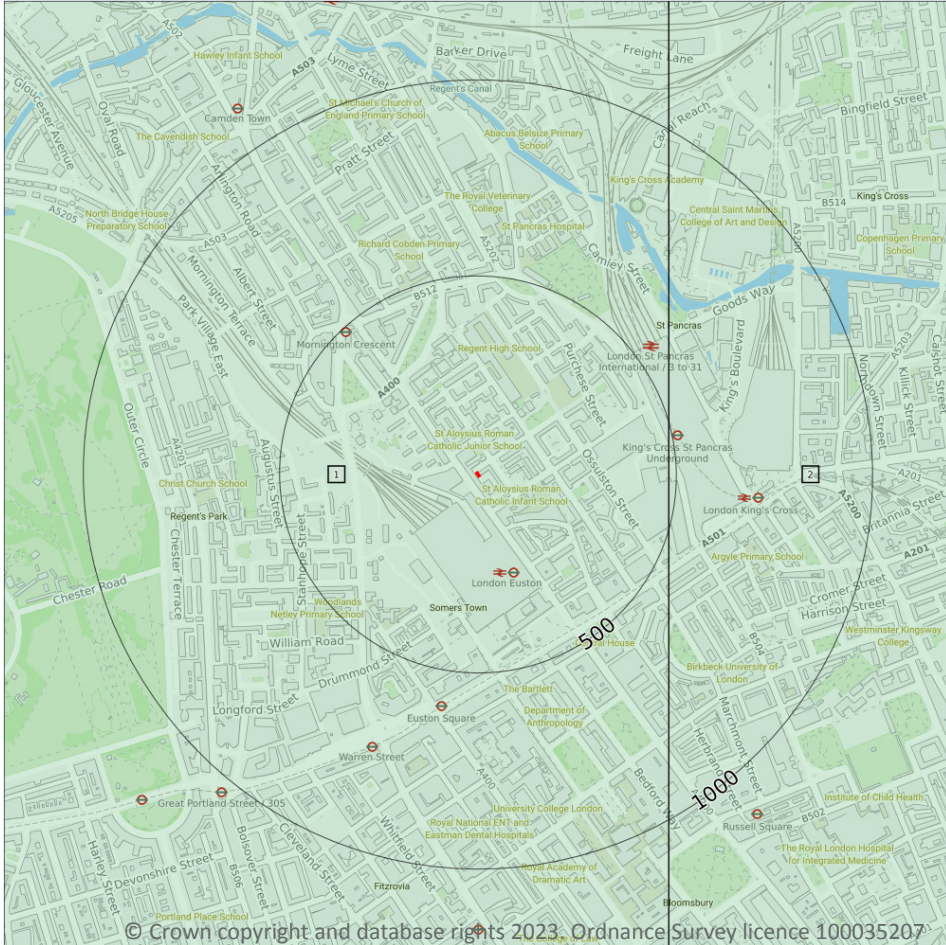 A502
Hawley Infant School
A503
Lyme Street
Barker Drive
Freight Lane
Gloucester Avenue
Oval Road
Camden Town
The Cavendish School
St Michael's Church of
England Primary School
Regent's Canal
Pratt Street
Abacus Belsize Primary
School
Canal Reach
Bingfield Street
Arlington Road
King's Cross Academy
King's Cross
B514
A5205
North Bridge House
Preparatory School
The Royal Veterinary
College
St Pancras Hospital
Central Saint Martins
College of Art and Design
A5200
Copenhagen Primary
School
A503
Richard Cobden Primary
School
A5202
Camley Street
Mornington Terrace
Albert Street
Park Village East
B512
Goods Way
St Pancras
Mornington Crescent
Regent High School
London St Pancras
International / 3 to 31
King's Boulevard
A5203
Calshot Street
Killick Street
Northdown Street
Purchese Street
A400
Outer Circle
A4201
Augustus Street
St Aloysius Roman
Catholic Junior School
King's Cross St Pancras
Underground
Ossulston Street
1
2
Christ Church School
St Aloysius Roman
Catholic Infant School
A201
A5200
London King's Cross
Britannia Street
Regent's Park
Stanhope Street
A501
A201
Chester Road
Chester Terrace
London Euston
Argyle Primary School
Cromer Street
Harrison Street
Woodlands
Netley Primary School
Somers Town
500
William Road
Drummond Street
B504
Westminster Kingsway
College
Birkbeck University of
London
Longford Street
The Bartlett
Department of
Anthropology
Euston Square
Marchmont Street
Herbrand Street
Warren Street
A400
Bedford Way
1000
Great Portland Street / 305
University College London
Institute of Child Health
Royal National ENT and
Eastman Dental Hospitals
Russell Square
B502
Harley Street
Bolsover Street
Cleveland Street
Whitfield Street
The Royal London Hospital
for Integrated Medicine
Devonshire Street
B506
Royal Academy of
Dramatic Art
Fitzrovia
Bloomsbury
Portland Place School
© Crown copyright and database rights 2023. Ordnance Survey licence 100035207